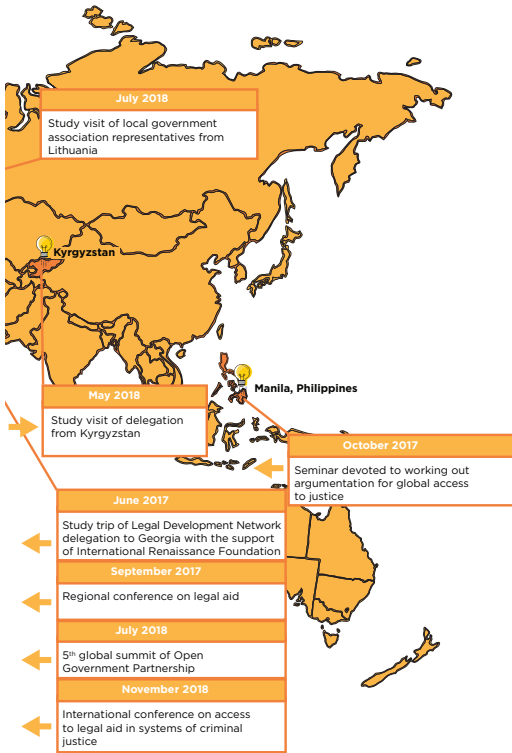 July 2018
Study visit of local government
association representatives from
Lithuania
Kyrgyzstan
Manila, Philippines
May 2018
Study visit of delegation
from Kyrgyzstan
October 2017
Seminar devoted to working out
argumentation for global access
to justice
June 2017
Study trip of Legal Development Network
delegation to Georgia with the support
of International Renaissance Foundation
September 2017
Regional conference on legal aid
July 2018
5th global summit of Open
Government Partnership
November 2018
International conference on access
to legal aid in systems of criminal
justice